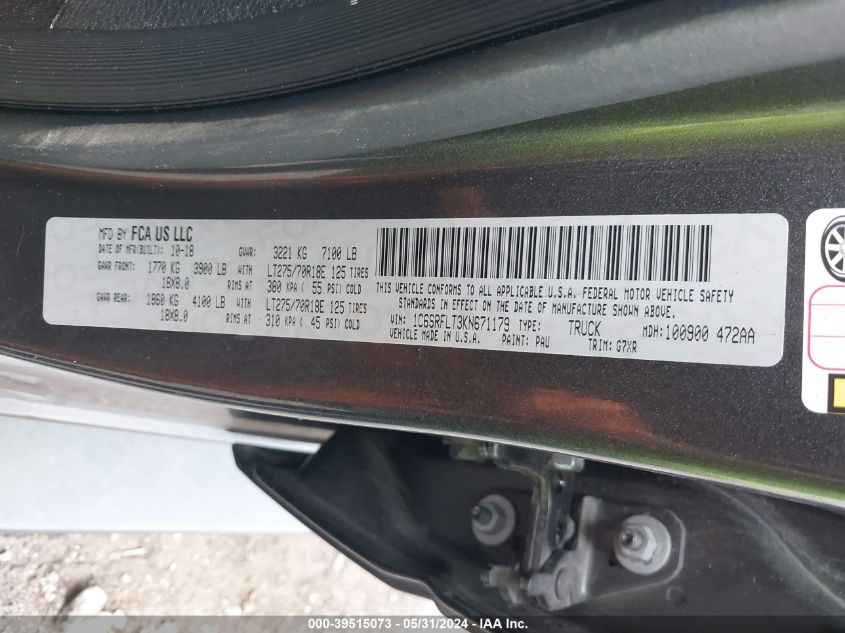 MFD BY FCA US LLC
DATE OF MFR(BUILT): 10-18 GVWR: 3221 KG 7100 LB
GAWR FRONT: 1770 KG 3900 LB WITH LT275/70R18E 125 TIRES
18X8.0 RIMS AT 380 KPA ( 55 PSI) COLD
GAWR REAR: 1860 KG 4100 LB WITH LT275/70R18E 125 TIRES
18X8.0 RIMS AT 310 KPA ( 45 PSI) COLD
THIS VEHICLE CONFORMS TO ALL APPLICABLE U.S.A. FEDERAL MOTOR VEHICLE SAFETY
STANDARDS IN EFFECT ON THE DATE OF MANUFACTURE SHOWN ABOVE.
VIN: 1C6SRFLT3KN671179 TYPE: TRUCK MDH: 100900 472AA
VEHICLE MADE IN U.S.A. PAINT: PAU TRIM: G7XR
000-39515073 - 05/31/2024 - IAA Inc.